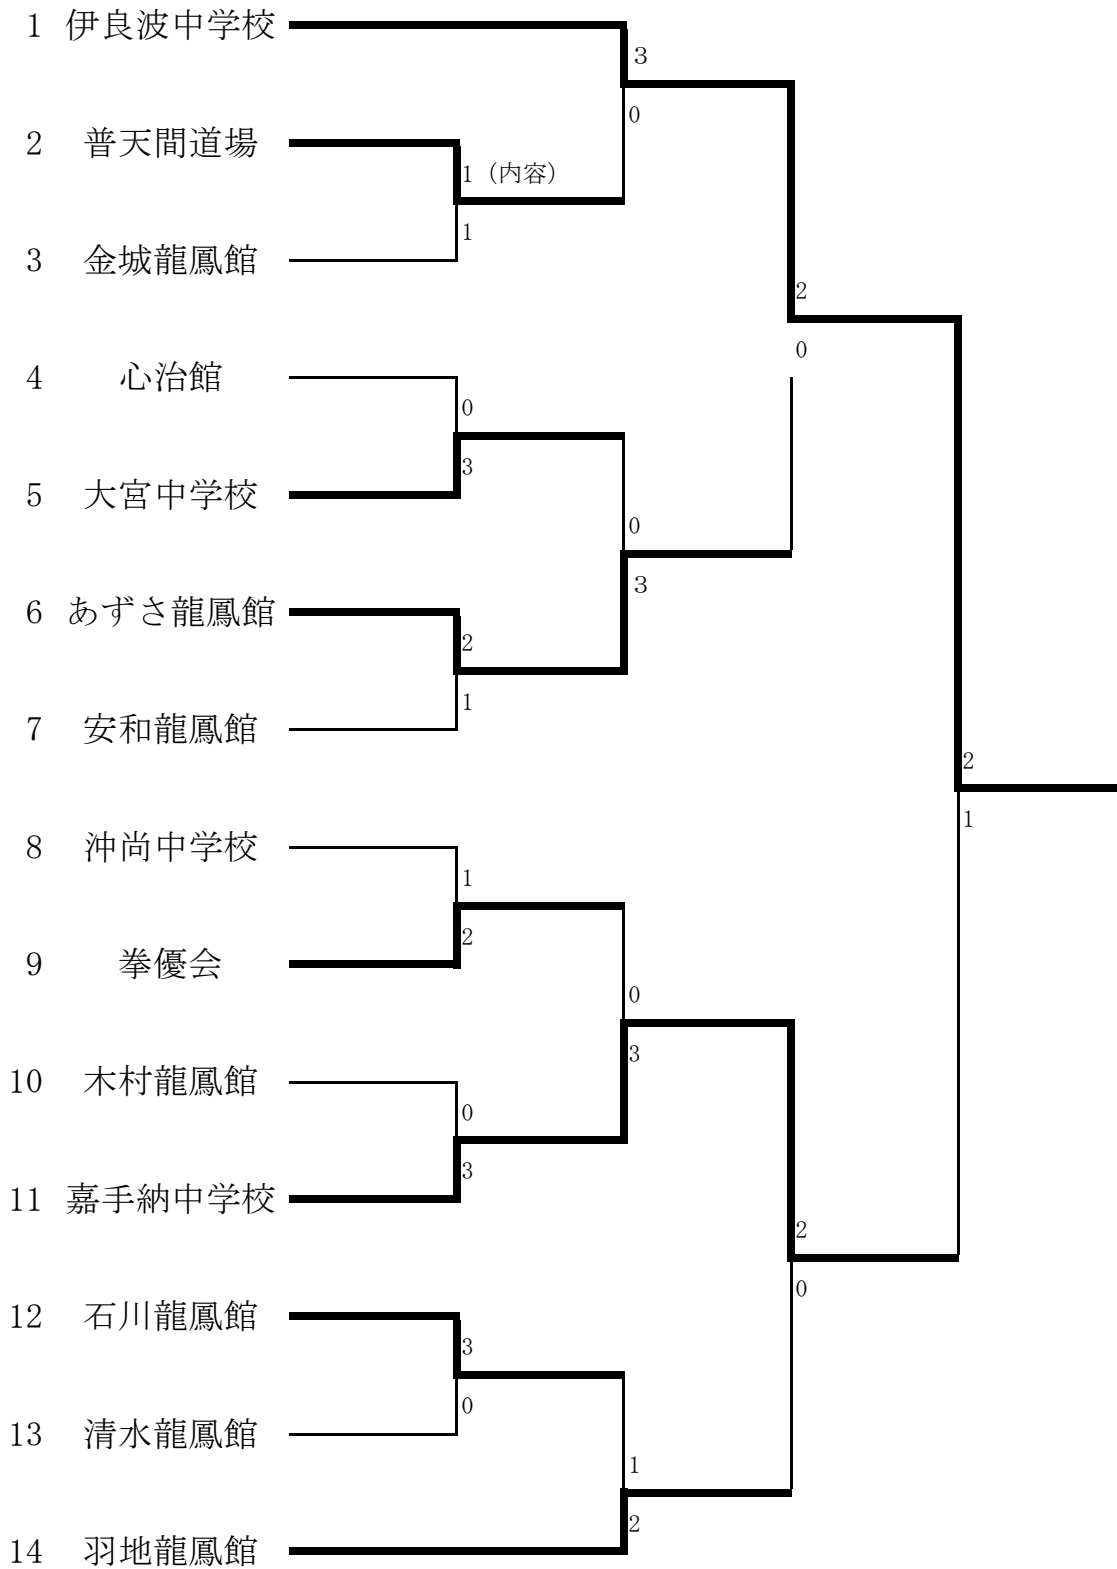 1 伊良波中学校
3
0
2 普天間道場
1（内容）
1
3 金城龍鳳館
2
0
4 心治館
0
3
5 大宮中学校
0
3
6 あずさ龍鳳館
2
1
7 安和龍鳳館
2
1
8 沖尚中学校
1
2
9 拳優会
0
3
10 木村龍鳳館
0
3
11 嘉手納中学校
2
0
12 石川龍鳳館
3
0
13 清水龍鳳館
1
2
14 羽地龍鳳館